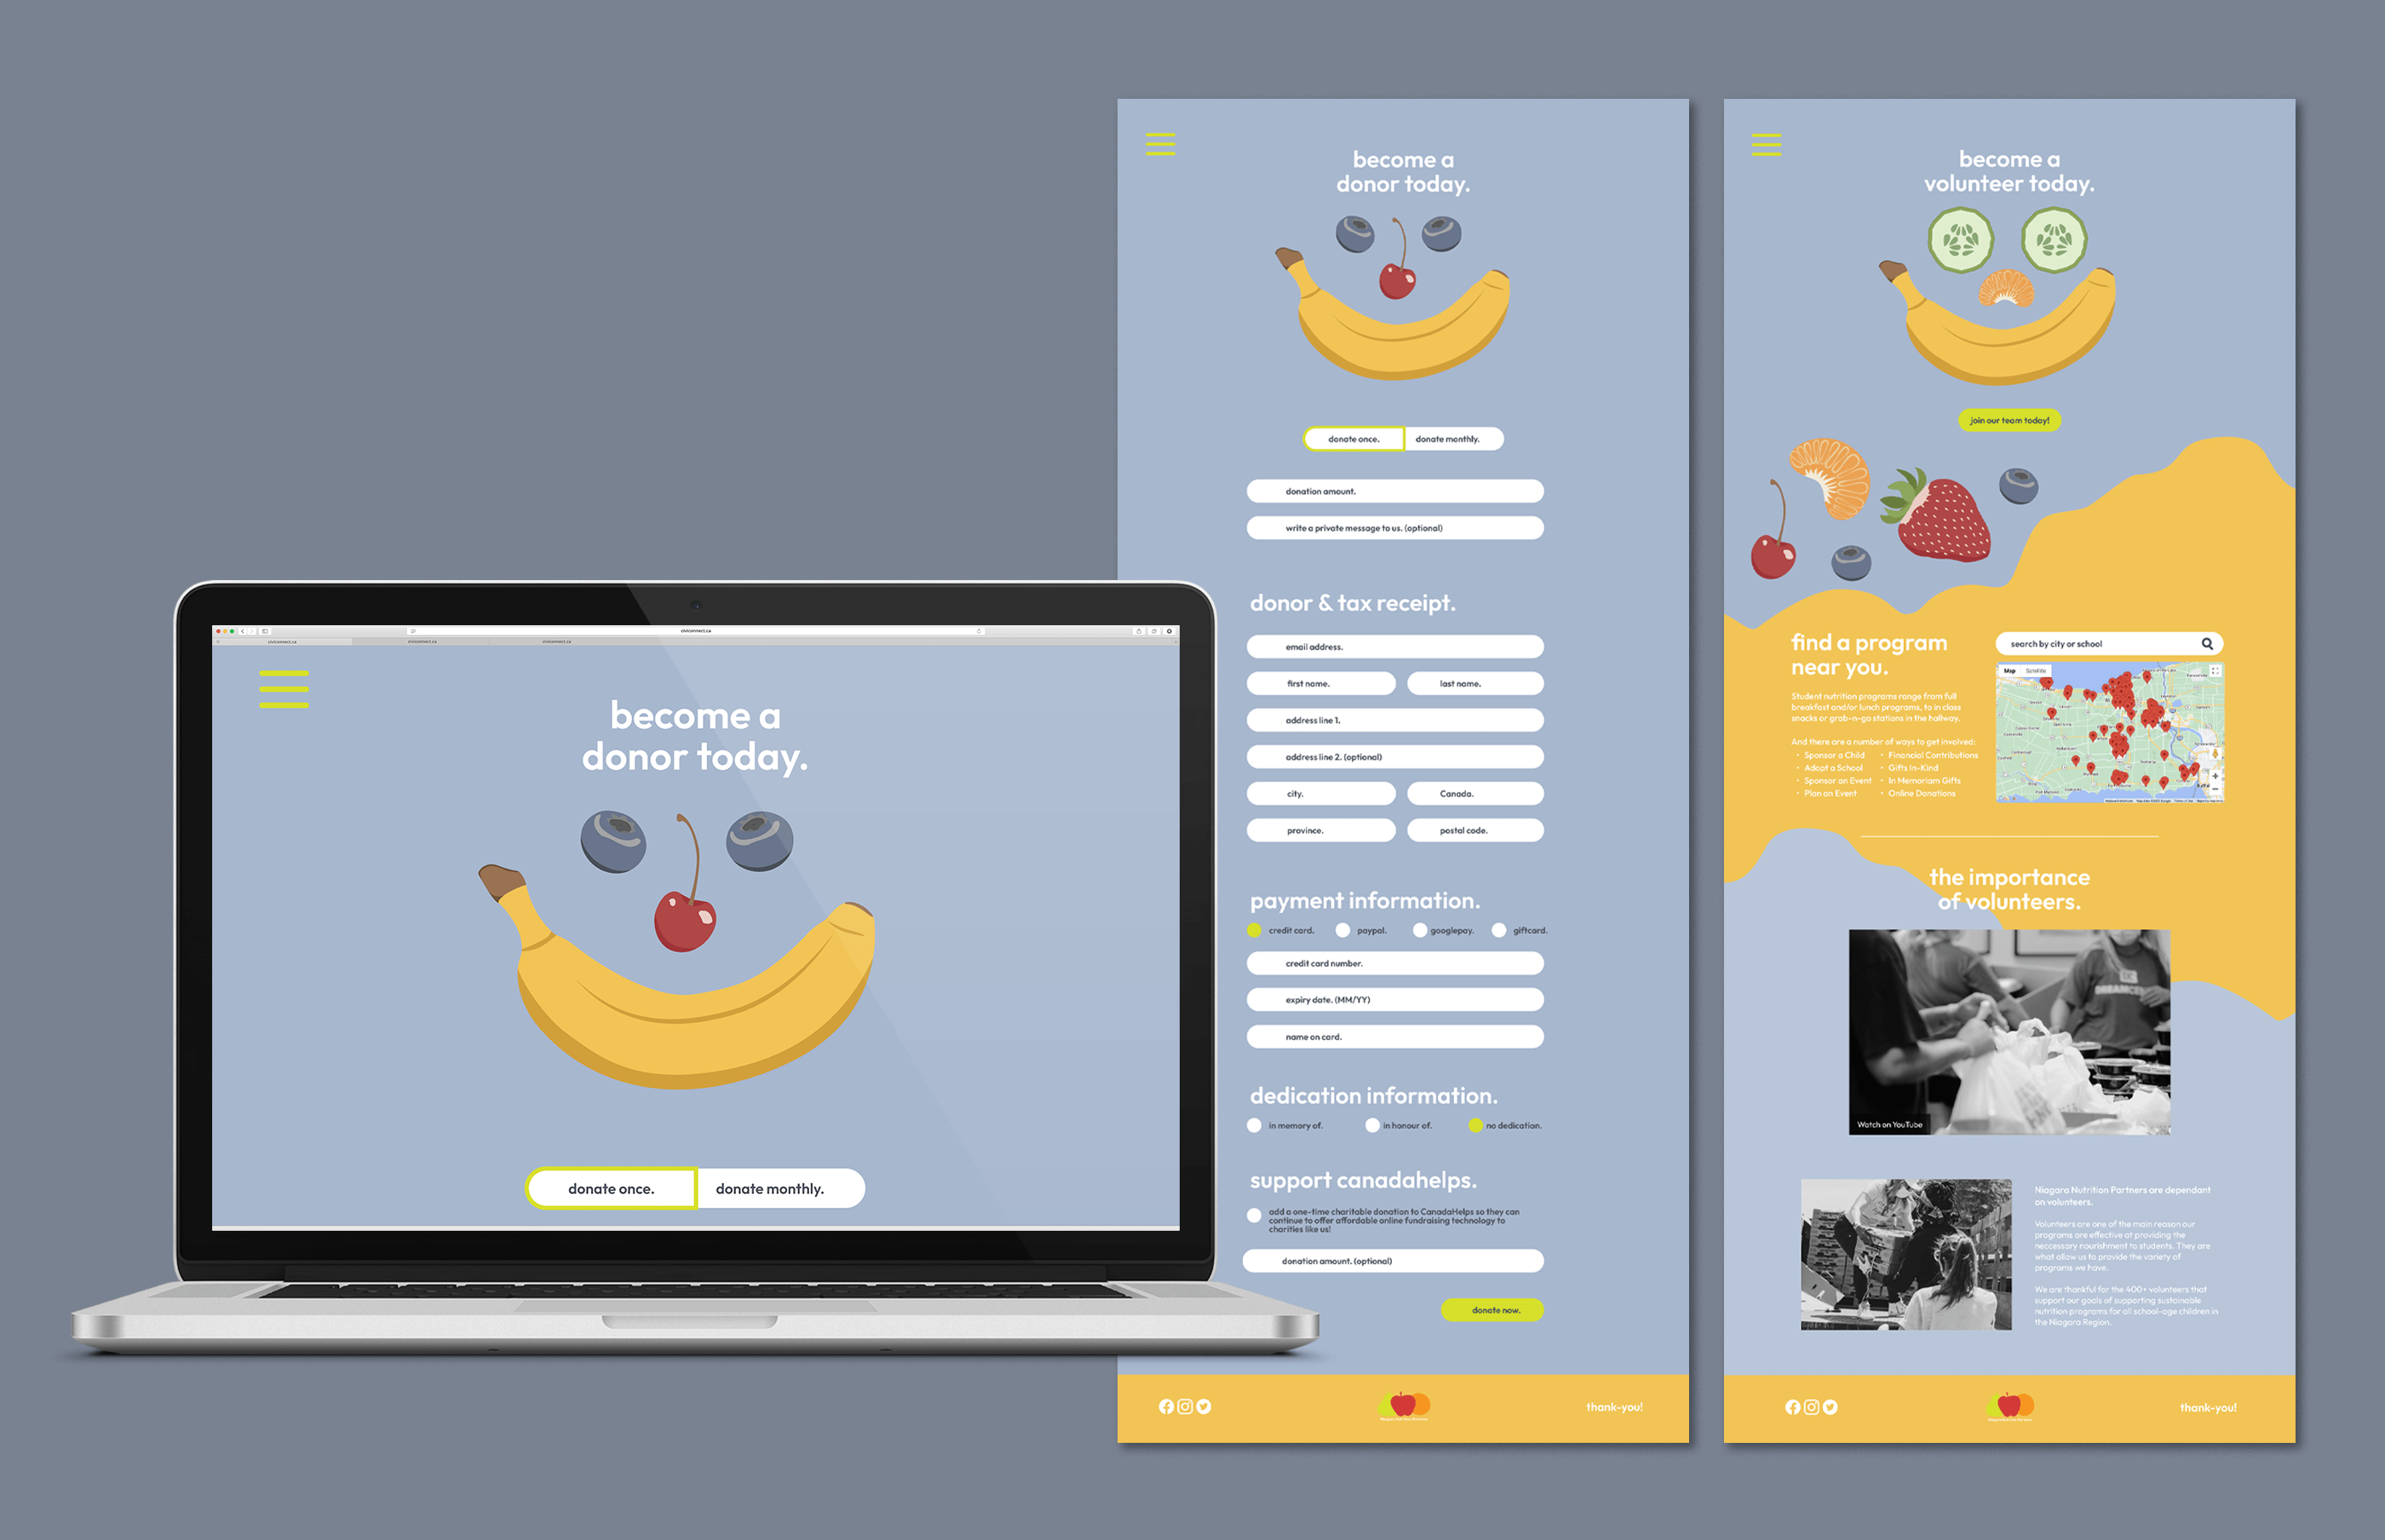 civiconnect.ca
civiconnect.ca
civiconnect.ca
civiconnect.ca
become a
donor today.
donate once.
donate monthly.
become a
donor today.
donate once.
donate monthly.
donation amount.
write a private message to us. (optional)
donor & tax receipt.
email address.
first name.
last name.
address line 1.
address line 2. (optional)
city.
Canada.
province.
postal code.
payment information.
credit card.
paypal.
googlepay.
giftcard.
credit card number.
expiry date. (MM/YY)
name on card.
dedication information.
in memory of.
in honour of.
no dedication.
support canadahelps.
add a one-time charitable donation to CanadaHelps so they can
continue to offer affordable online fundraising technology to
charities like us!
donation amount. (optional)
donate now.
thank-you!
become a
volunteer today.
join our team today!
find a program
near you.
search by city or school
Map
Satellite
Student nutrition programs range from full
breakfast and/or lunch programs, to in class
snacks or grab-n-go stations in the hallway.
And there are a number of ways to get involved:
• Sponsor a Child
• Adopt a School
• Sponsor an Event
• Plan an Event
• Financial Contributions
• Gifts In-Kind
• In Memoriam Gifts
• Online Donations
the importance
of volunteers.
Watch on YouTube
Niagara Nutrition Partners are dependant
on volunteers.
Volunteers are one of the main reason our
programs are effective at providing the
neccessary nourishment to students. They are
what allow us to provide the variety of
programs we have.
We are thankful for the 400+ volunteers that
support our goals of supporting sustainable
nutrition programs for all school-age children in
the Niagara Region.
thank-you!